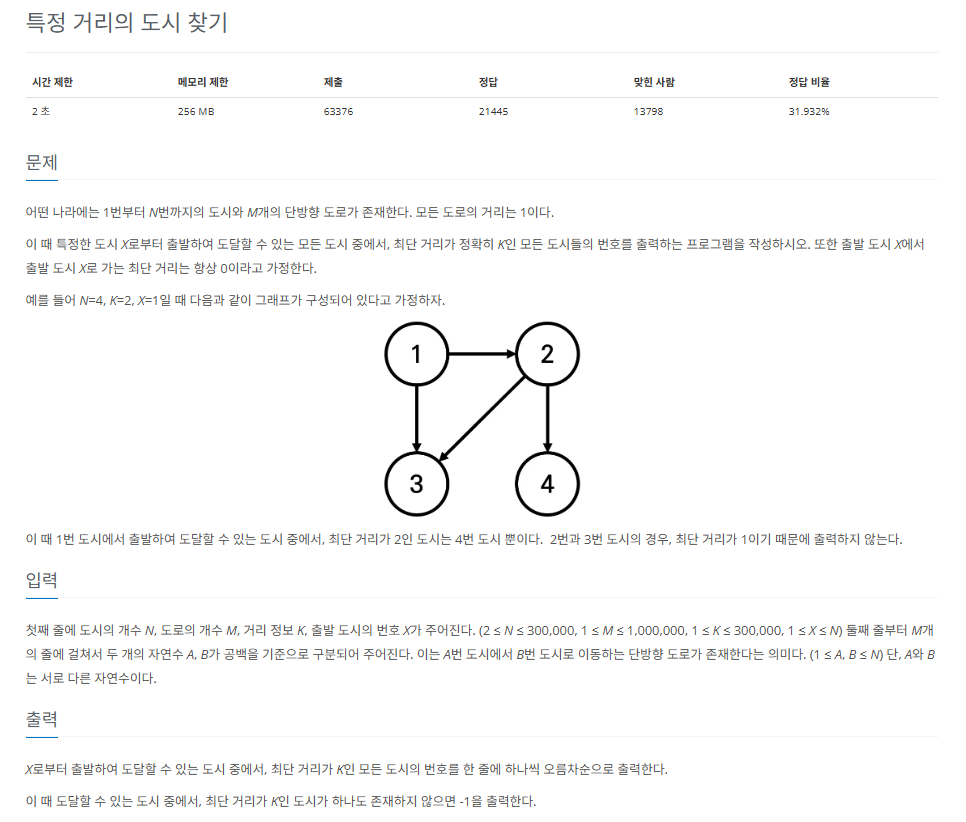 특정 거리의 도시 찾기
시간 제한 메모리 제한 제출 정답 맞힌 사람 정답 비율
2 초 256 MB 63376 21445 13798 31.932%
문제
어떤 나라에는 1번부터 N번까지의 도시와 M개의 단방향 도로가 존재한다. 모든 도로의 거리는 1이다.
이 때 특정한 도시 X로부터 출발하여 도달할 수 있는 모든 도시 중에서, 최단 거리가 정확히 K인 모든 도시들의 번호를 출력하는 프로그램을 작성하시오. 또한 출발 도시 X에서
출발 도시 X로 가는 최단 거리는 항상 0이라고 가정한다.
예를 들어 N=4, K=2, X=1일 때 다음과 같이 그래프가 구성되어 있다고 가정하자.
1 2
3 4
이 때 1번 도시에서 출발하여 도달할 수 있는 도시 중에서, 최단 거리가 2인 도시는 4번 도시 뿐이다. 2번과 3번 도시의 경우, 최단 거리가 1이기 때문에 출력하지 않는다.
입력
첫째 줄에 도시의 개수 N, 도로의 개수 M, 거리 정보 K, 출발 도시의 번호 X가 주어진다. (2 ≤ N ≤ 300,000, 1 ≤ M ≤ 1,000,000, 1 ≤ K ≤ 300,000, 1 ≤ X ≤ N) 둘째 줄부터 M개
의 줄에 걸쳐서 두 개의 자연수 A, B가 공백을 기준으로 구분되어 주어진다. 이는 A번 도시에서 B번 도시로 이동하는 단방향 도로가 존재한다는 의미다. (1 ≤ A, B ≤ N) 단, A와 B
는 서로 다른 자연수이다.
출력
X로부터 출발하여 도달할 수 있는 도시 중에서, 최단 거리가 K인 모든 도시의 번호를 한 줄에 하나씩 오름차순으로 출력한다.
이 때 도달할 수 있는 도시 중에서, 최단 거리가 K인 도시가 하나도 존재하지 않으면 -1을 출력한다.